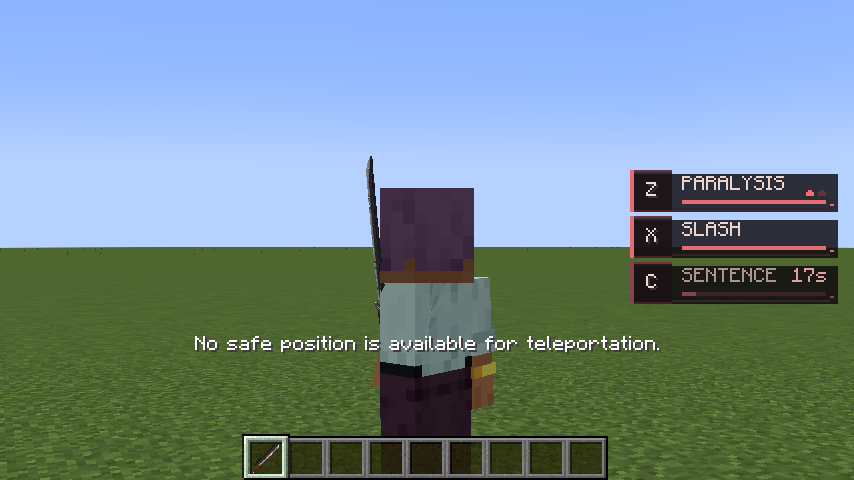 Z PARALYSIS
X SLASH
C SENTENCE 17s
No safe position is available for teleportation.